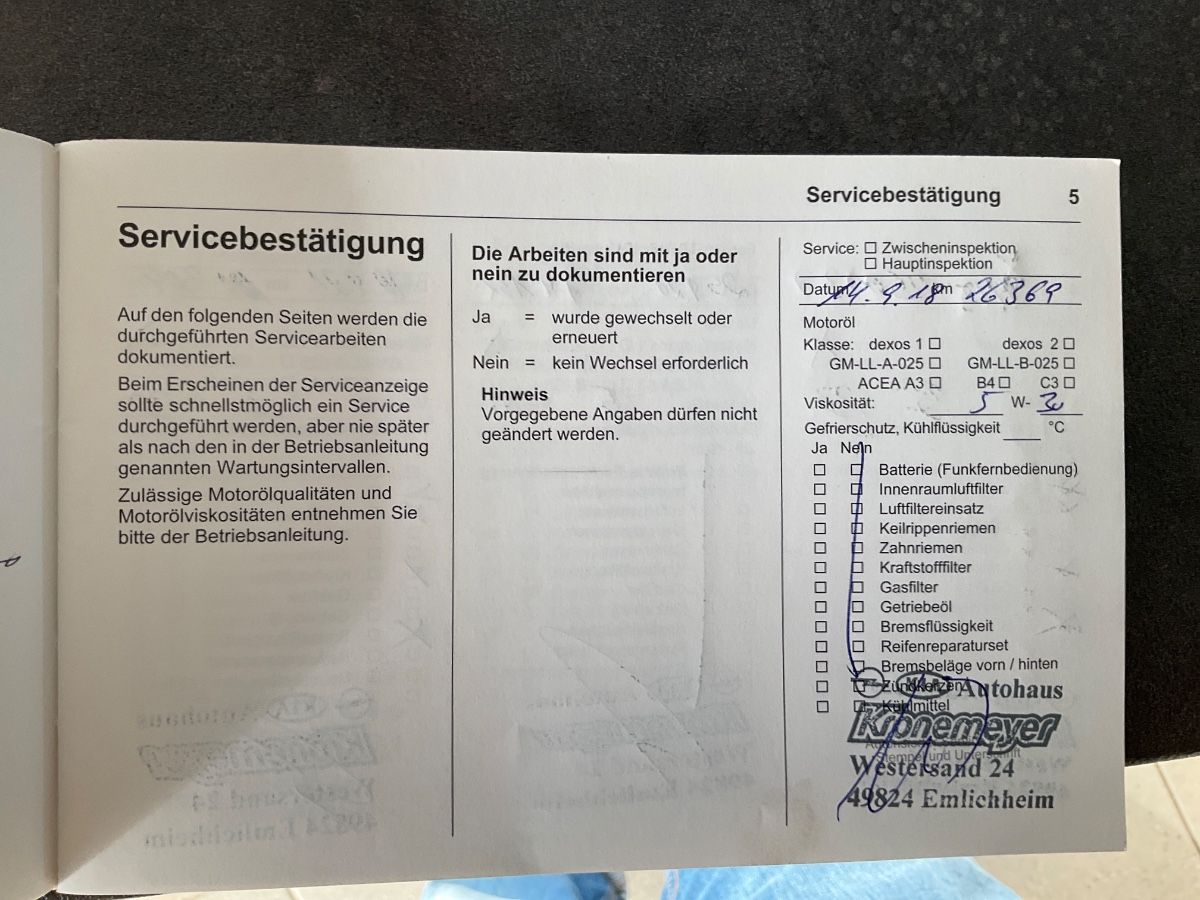 Servicebestätigung 5
Servicebestätigung
Auf den folgenden Seiten werden die
durchgeführten Servicearbeiten
dokumentiert.
Beim Erscheinen der Serviceanzeige
sollte schnellstmöglich ein Service
durchgeführt werden, aber nie später
als nach den in der Betriebsanleitung
genannten Wartungsintervallen.
Zulässige Motorölqualitäten und
Motorölviskositäten entnehmen Sie
bitte der Betriebsanleitung.
Die Arbeiten sind mit ja oder
nein zu dokumentieren
Ja = wurde gewechselt oder
erneuert
Nein = kein Wechsel erforderlich
Hinweis
Vorgegebene Angaben dürfen nicht
geändert werden.
Service: ☐ Zwischeninspektion
☐ Hauptinspektion
Datum 14.9.18 km 26369
Motoröl
Klasse: dexos 1 ☐ dexos 2 ☐
GM-LL-A-025 ☐ GM-LL-B-025 ☐
ACEA A3 ☐ B4 ☐ C3 ☐
Viskosität: 5 W- 30
Gefrierschutz, Kühlflüssigkeit ____ °C
Ja Nein
☐ ☐ Batterie (Funkfernbedienung)
☐ ☐ Innenraumluftfilter
☐ ☐ Luftfiltereinsatz
☐ ☐ Keilrippenriemen
☐ ☐ Zahnriemen
☐ ☐ Kraftstofffilter
☐ ☐ Gasfilter
☐ ☐ Getriebeöl
☐ ☐ Bremsflüssigkeit
☐ ☐ Reifenreparaturset
☐ ☐ Bremsbeläge vorn / hinten
☐ ☐ Zündkerzen
☐ ☐ Kühlmittel
KIA Autohaus
Kronemeyer
Stempel und Unterschrift
Westersand 24
49824 Emlichheim